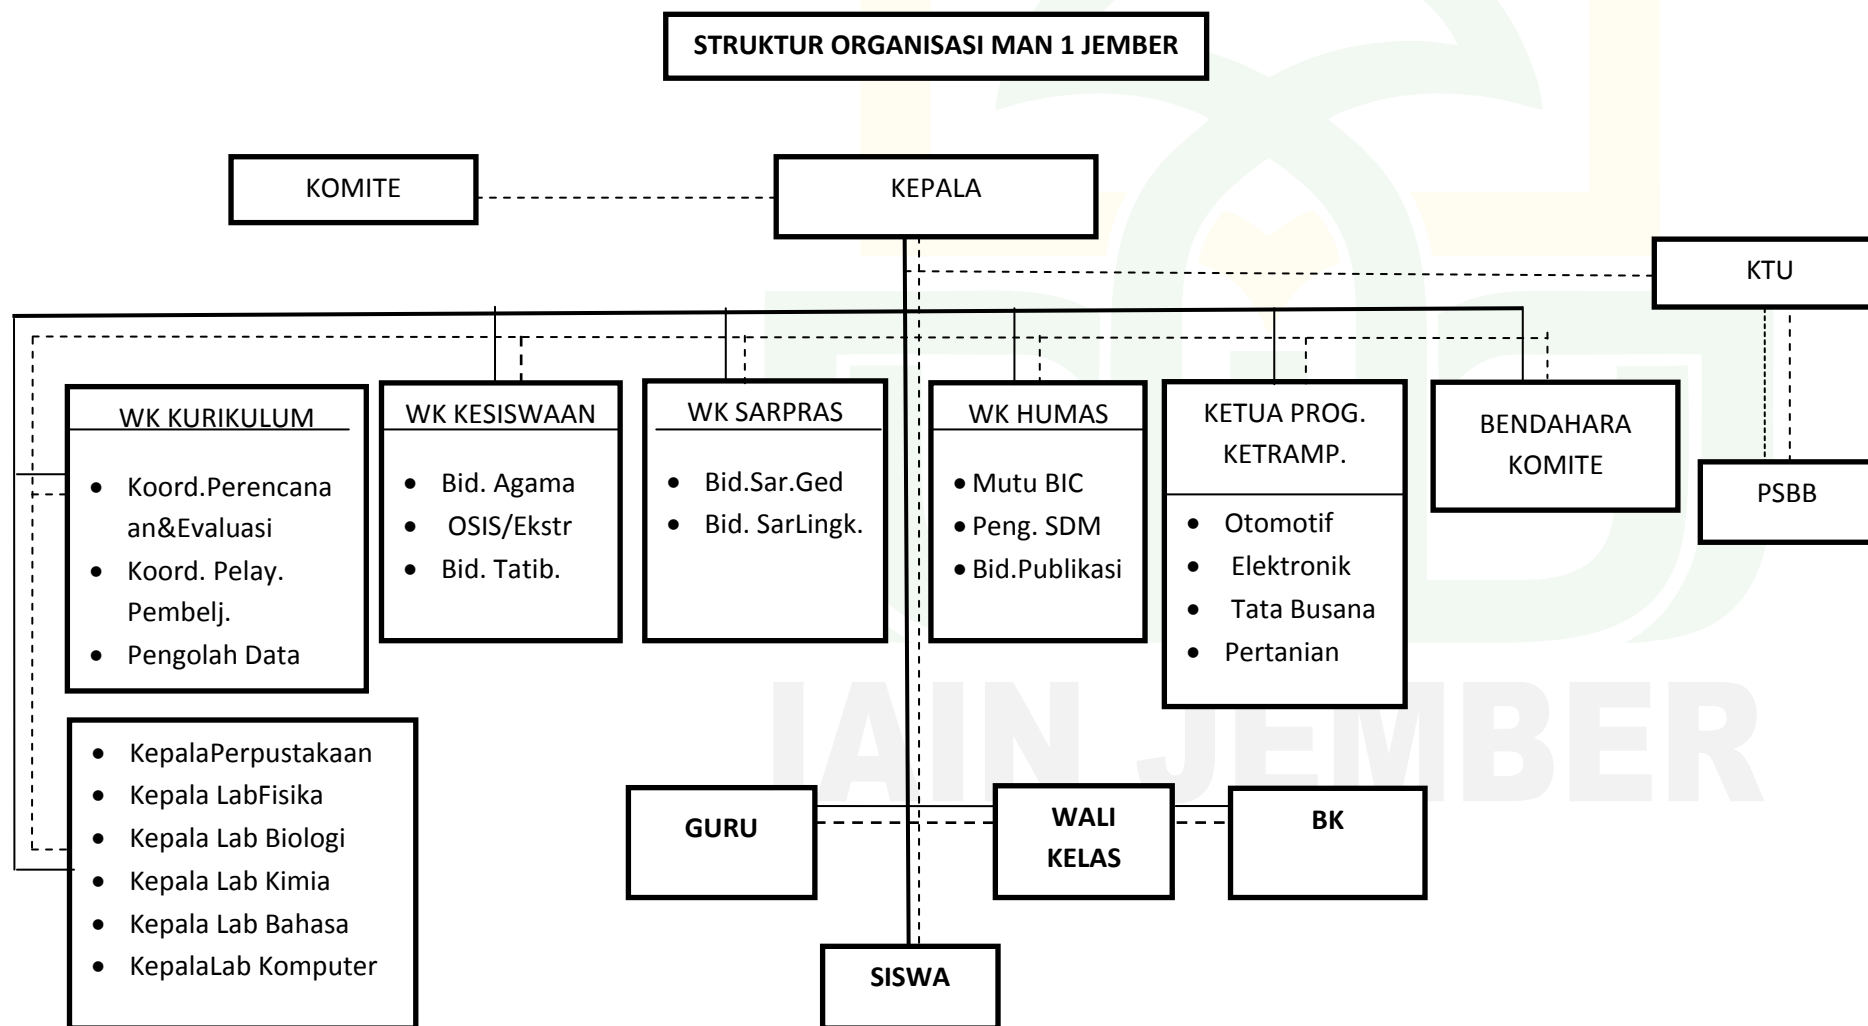 STRUKTUR ORGANISASI MAN 1 JEMBER
KOMITE
KEPALA
KTU
WK KURIKULUM
• Koord.Perencana
an&Evaluasi
• Koord. Pelay.
Pembelj.
• Pengolah Data
WK KESISWAAN
• Bid. Agama
• OSIS/Ekstr
• Bid. Tatib.
WK SARPRAS
• Bid.Sar.Ged
• Bid. SarLingk.
WK HUMAS
• Mutu BIC
• Peng. SDM
• Bid.Publikasi
KETUA PROG.
KETRAMP.
• Otomotif
• Elektronik
• Tata Busana
• Pertanian
BENDAHARA
KOMITE
PSBB
• KepalaPerpustakaan
• Kepala LabFisika
• Kepala Lab Biologi
• Kepala Lab Kimia
• Kepala Lab Bahasa
• KepalaLab Komputer
GURU
WALI
KELAS
BK
SISWA
IAIN JEMBER